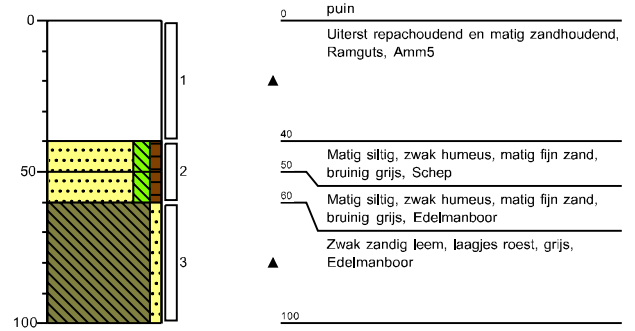 0
50
100
1
2
3
0
puin
Uiterst repachoudend en matig zandhoudend,
Ramguts, Amm5
40
Matig siltig, zwak humeus, matig fijn zand,
bruinig grijs, Schep
50
Matig siltig, zwak humeus, matig fijn zand,
bruinig grijs, Edelmanboor
60
Zwak zandig leem, laagjes roest, grijs,
Edelmanboor
100